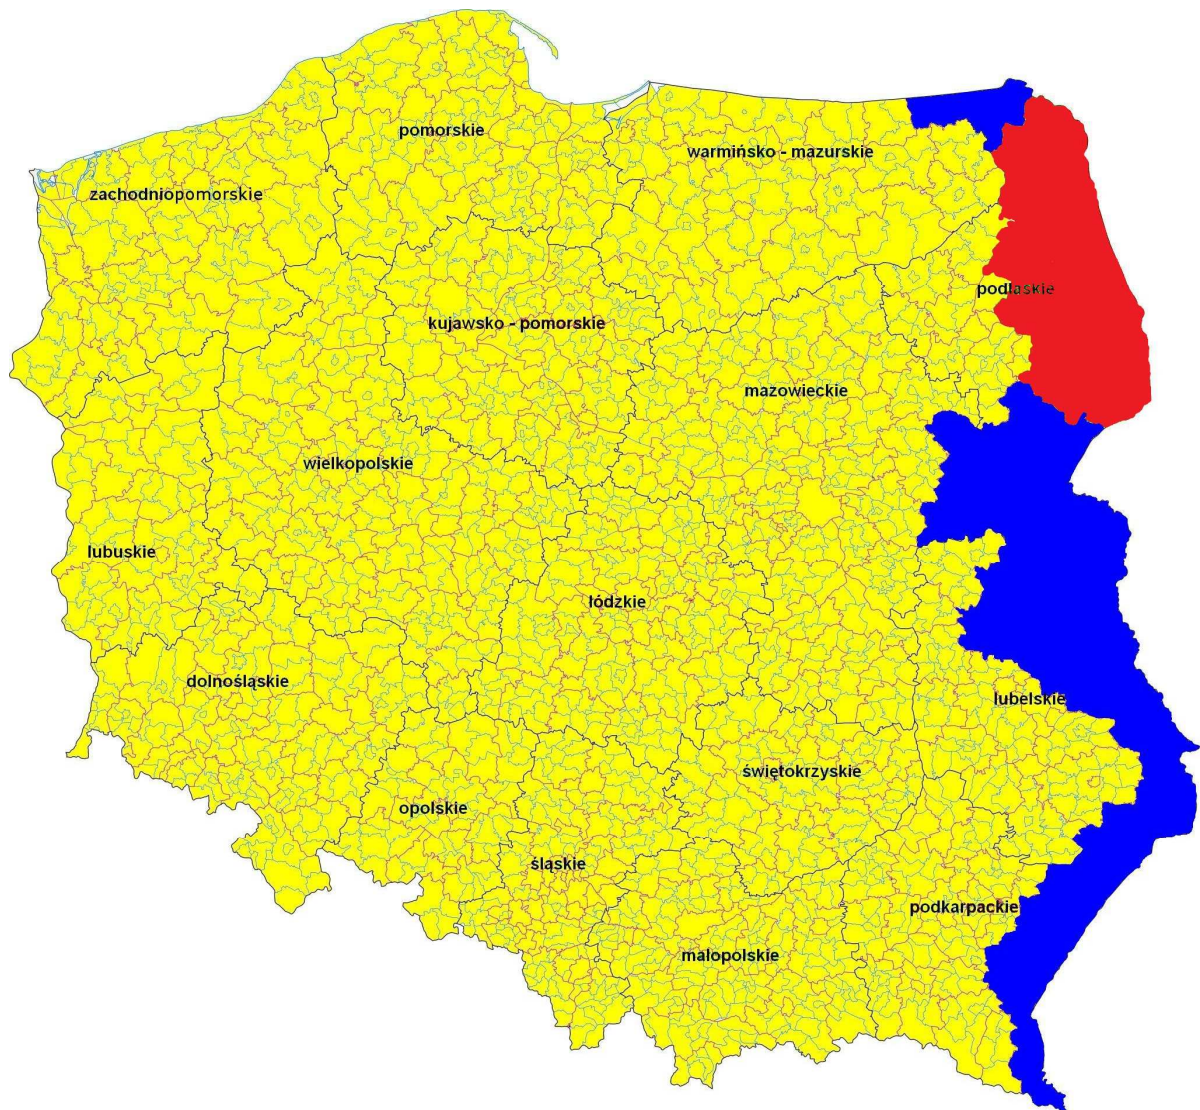 pomorskie
warmińsko - mazurskie
zachodniopomorskie
podlaskie
kujawsko - pomorskie
mazowieckie
wielkopolskie
lubuskie
łódzkie
dolnośląskie
lubelskie
świętokrzyskie
opolskie
śląskie
podkarpackie
małopolskie